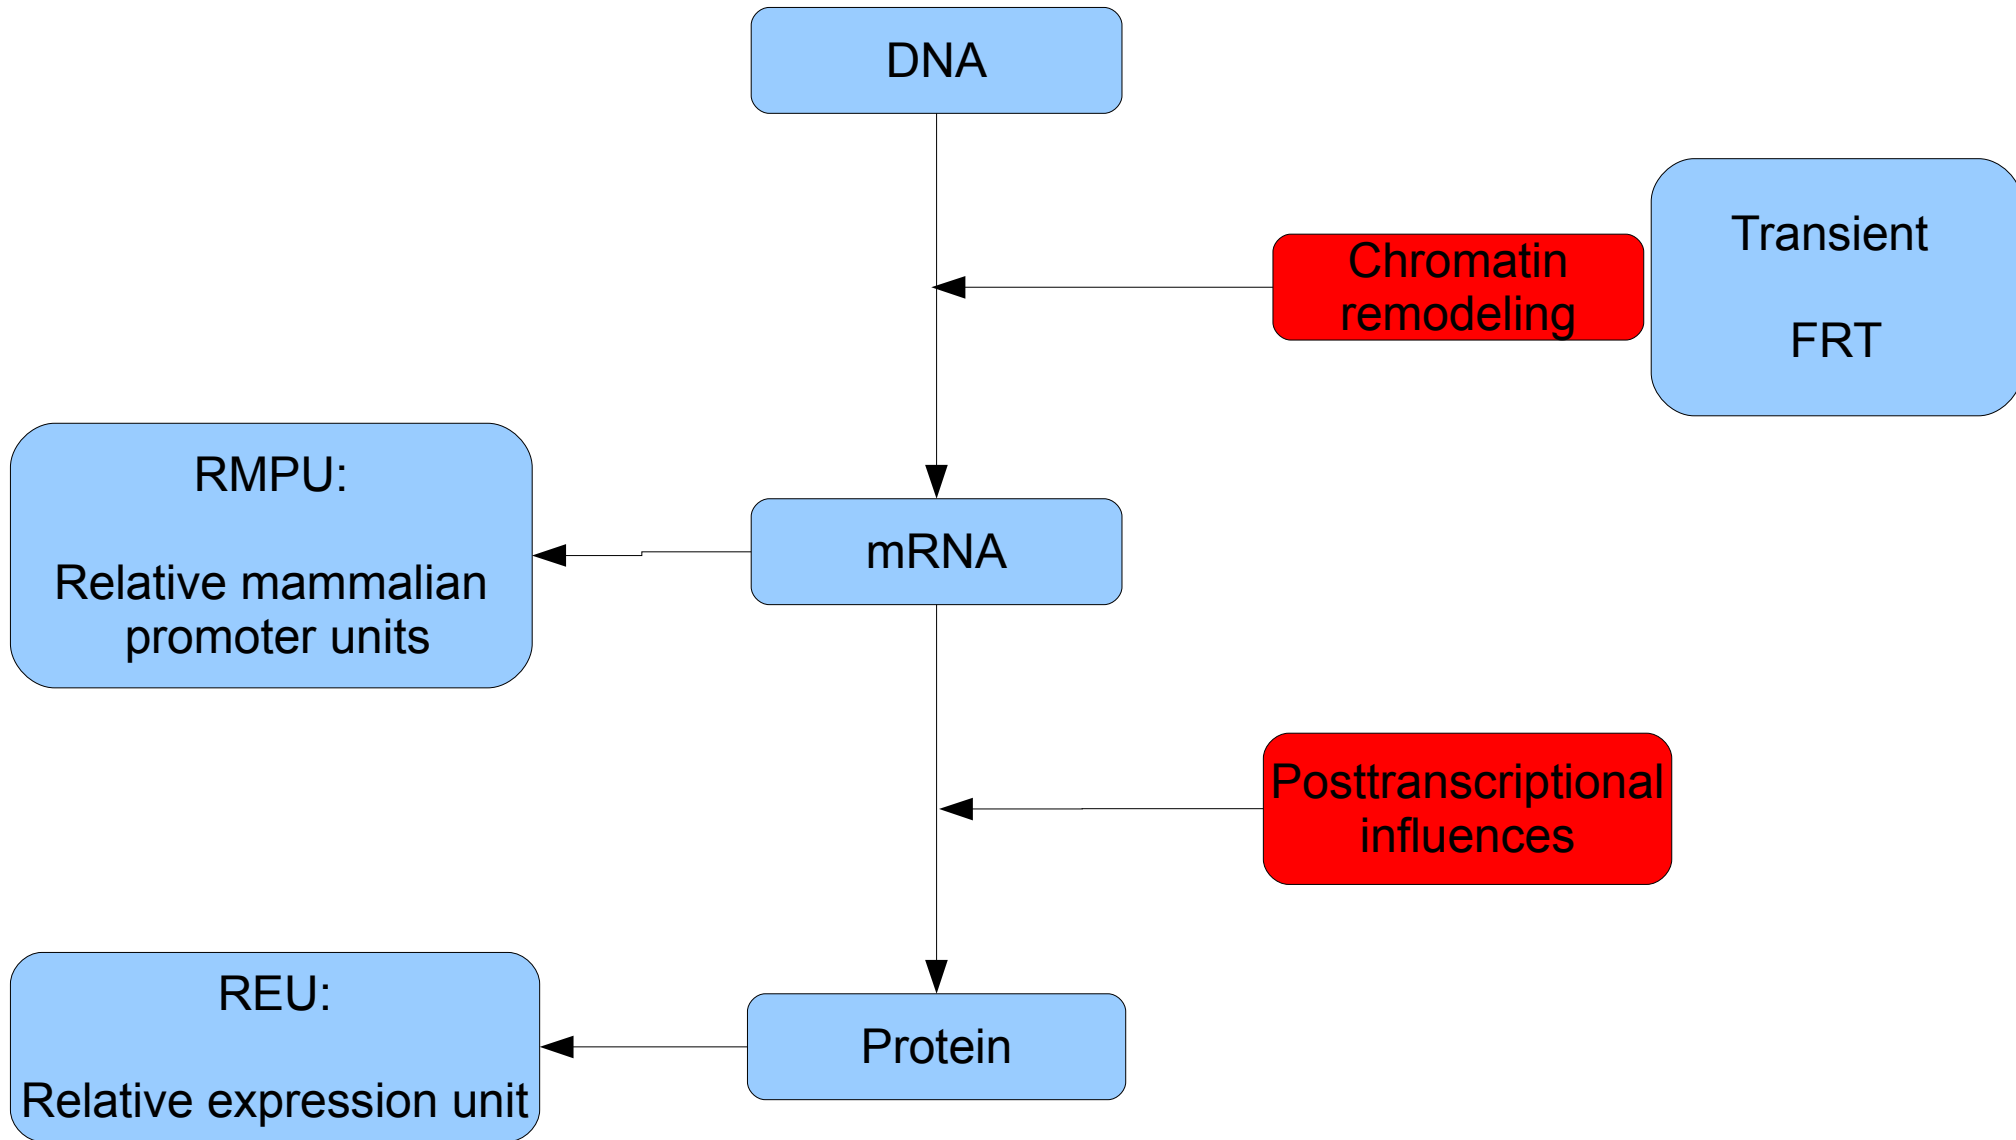 DNA
Transient
FRT
Chromatin
remodeling
RMPU:
Relative mammalian
promoter units
mRNA
Posttranscriptional
influences
REU:
Relative expression unit
Protein